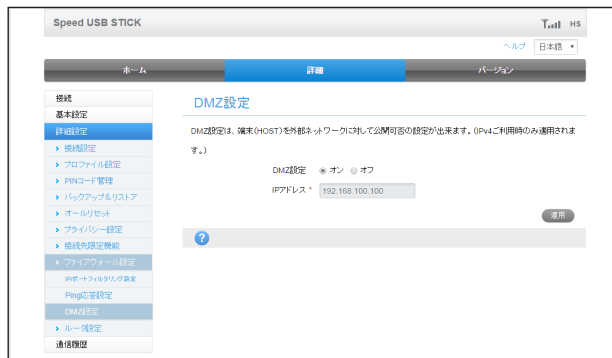 Speed USB STICK
HS
ヘルプ 日本語
ホーム 詳細 バージョン
接続
基本設定
詳細設定
接続設定
プロファイル設定
PINコード管理
バックアップ&リストア
オールリセット
プライバシー設定
接続先限定機能
ファイアウォール設定
IPポートフィルタリング設定
Ping応答設定
DMZ設定
ルータ設定
通信履歴
DMZ設定
DMZ設定は、端末(HOST)を外部ネットワークに対して公開可否の設定が出来ます。(IPv4ご利用時のみ適用されま
す。)
DMZ設定 オン オフ
IPアドレス * 192.168.100.100
適用
?